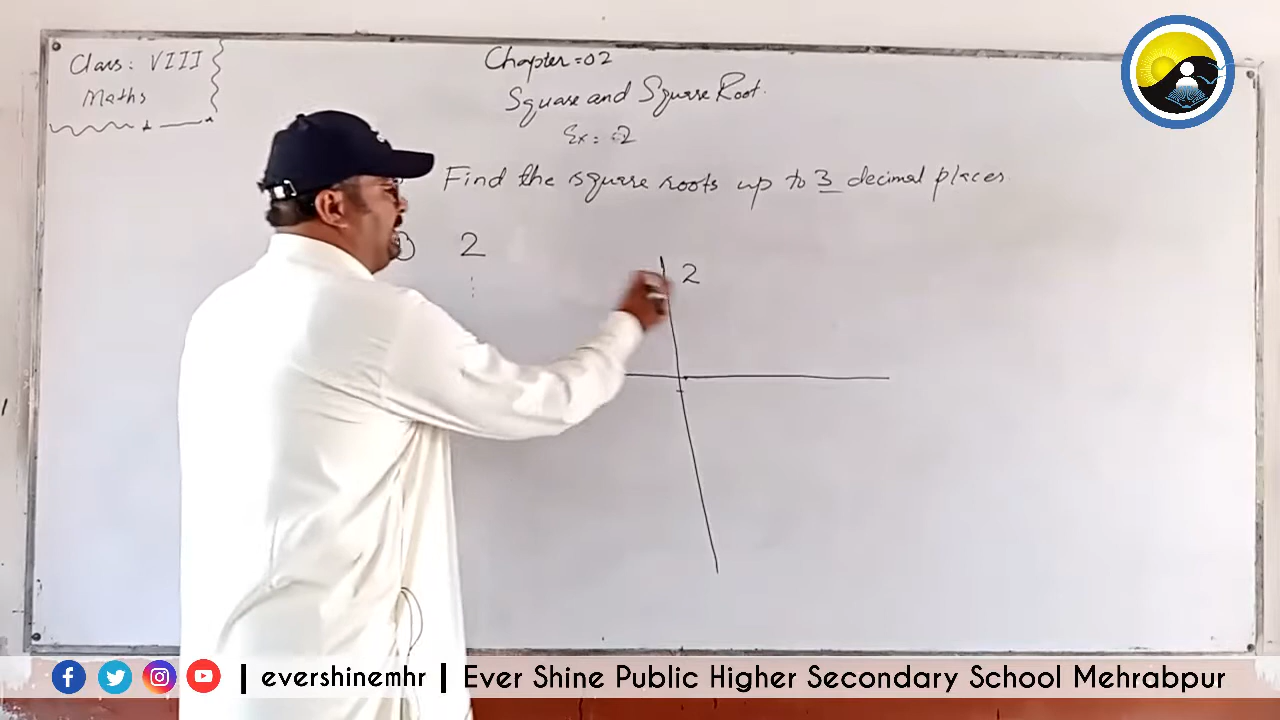 Class: VIII
Maths
Chapter = 02
Square and Square Root.
Ex: 2
Find the square roots up to 3 decimal places
2
2
| evershinemhr | Ever Shine Public Higher Secondary School Mehrabpur